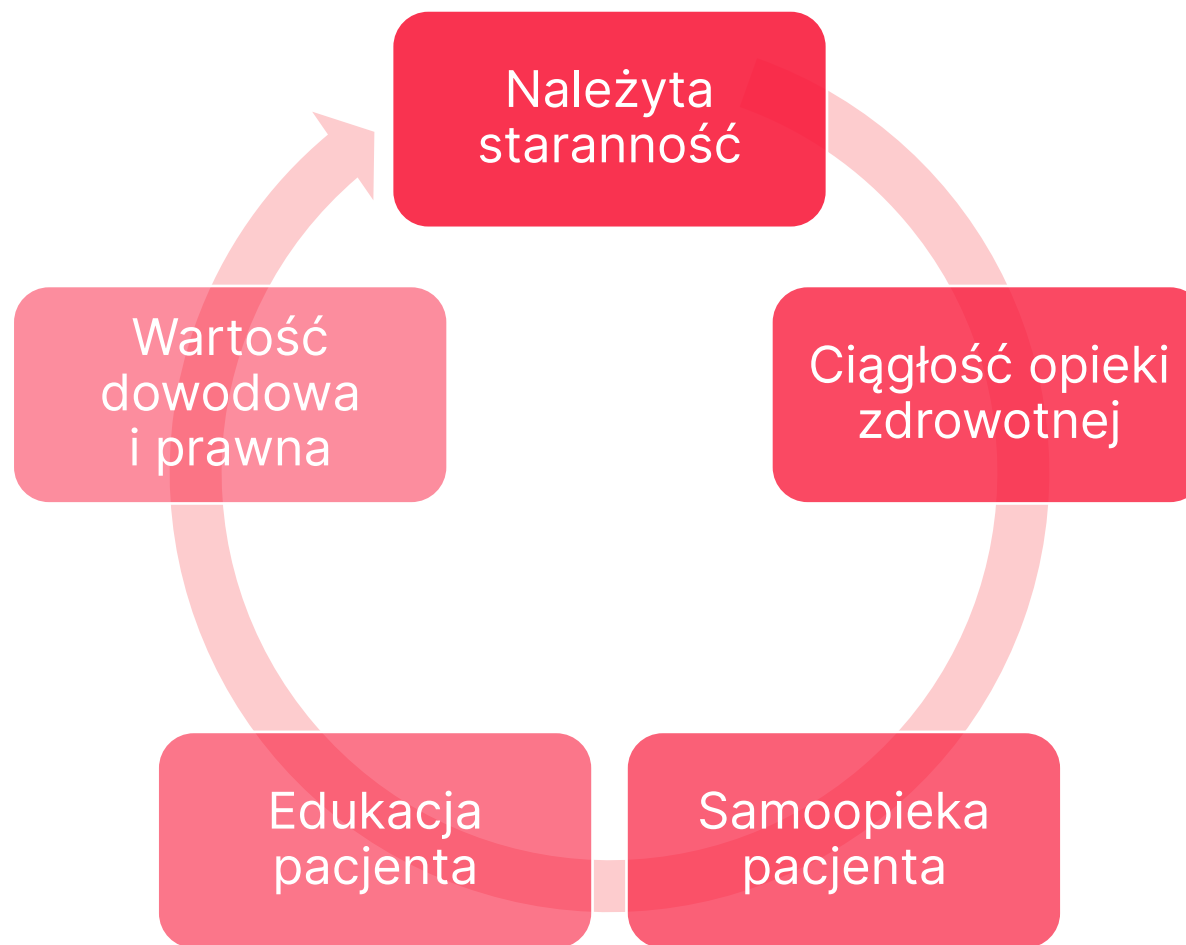 Należyta
staranność
Ciągłość opieki
zdrowotnej
Samoopieka
pacjenta
Edukacja
pacjenta
Wartość
dowodowa
i prawna